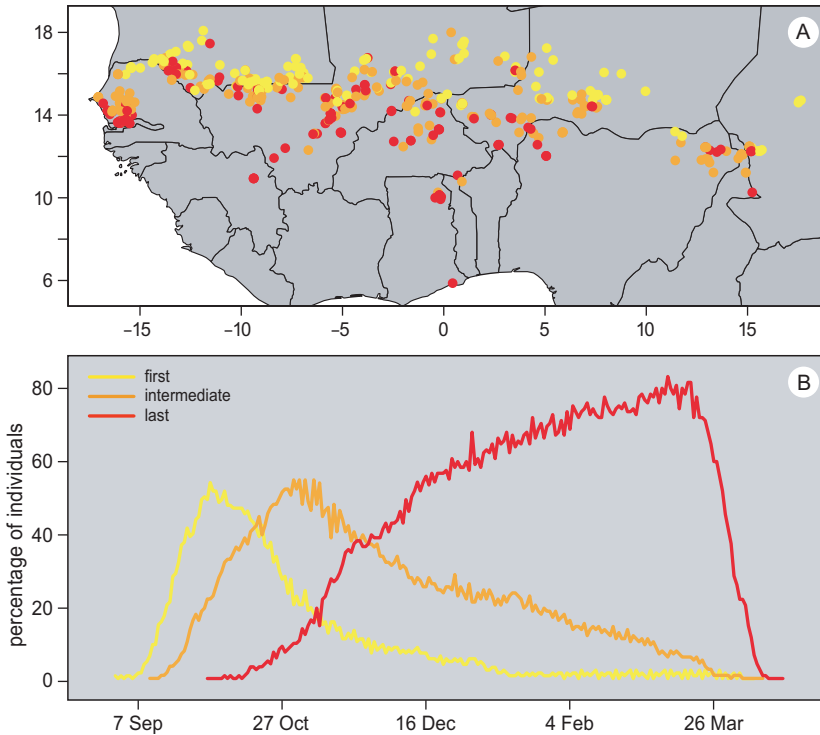 A
18
14
10
6
−15
−10
−5
0
5
10
15
B
first
intermediate
last
percentage of individuals
80
60
40
20
0
7 Sep
27 Oct
16 Dec
4 Feb
26 Mar